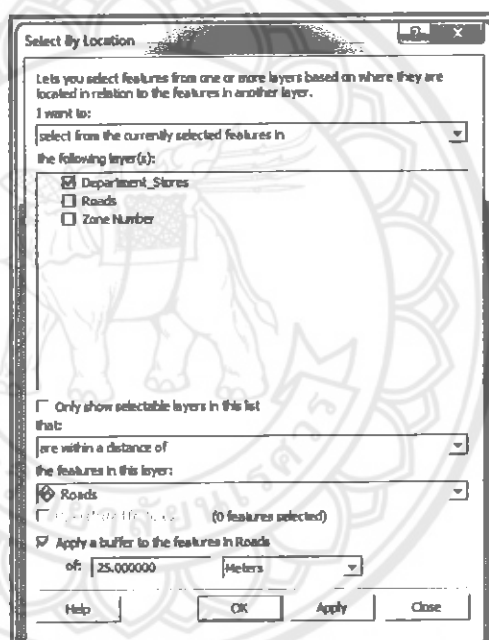 Select By Location
? X
Lets you select features from one or more layers based on where they are
located in relation to the features in another layer.
I want to:
select from the currently selected features in
the following layer(s):
Department_Stores
Roads
Zone Number
Only show selectable layers in this list
that:
are within a distance of
the features in this layer:
Roads
(0 features selected)
Apply a buffer to the features in Roads
of: 25.000000 Meters
Help OK Apply Close